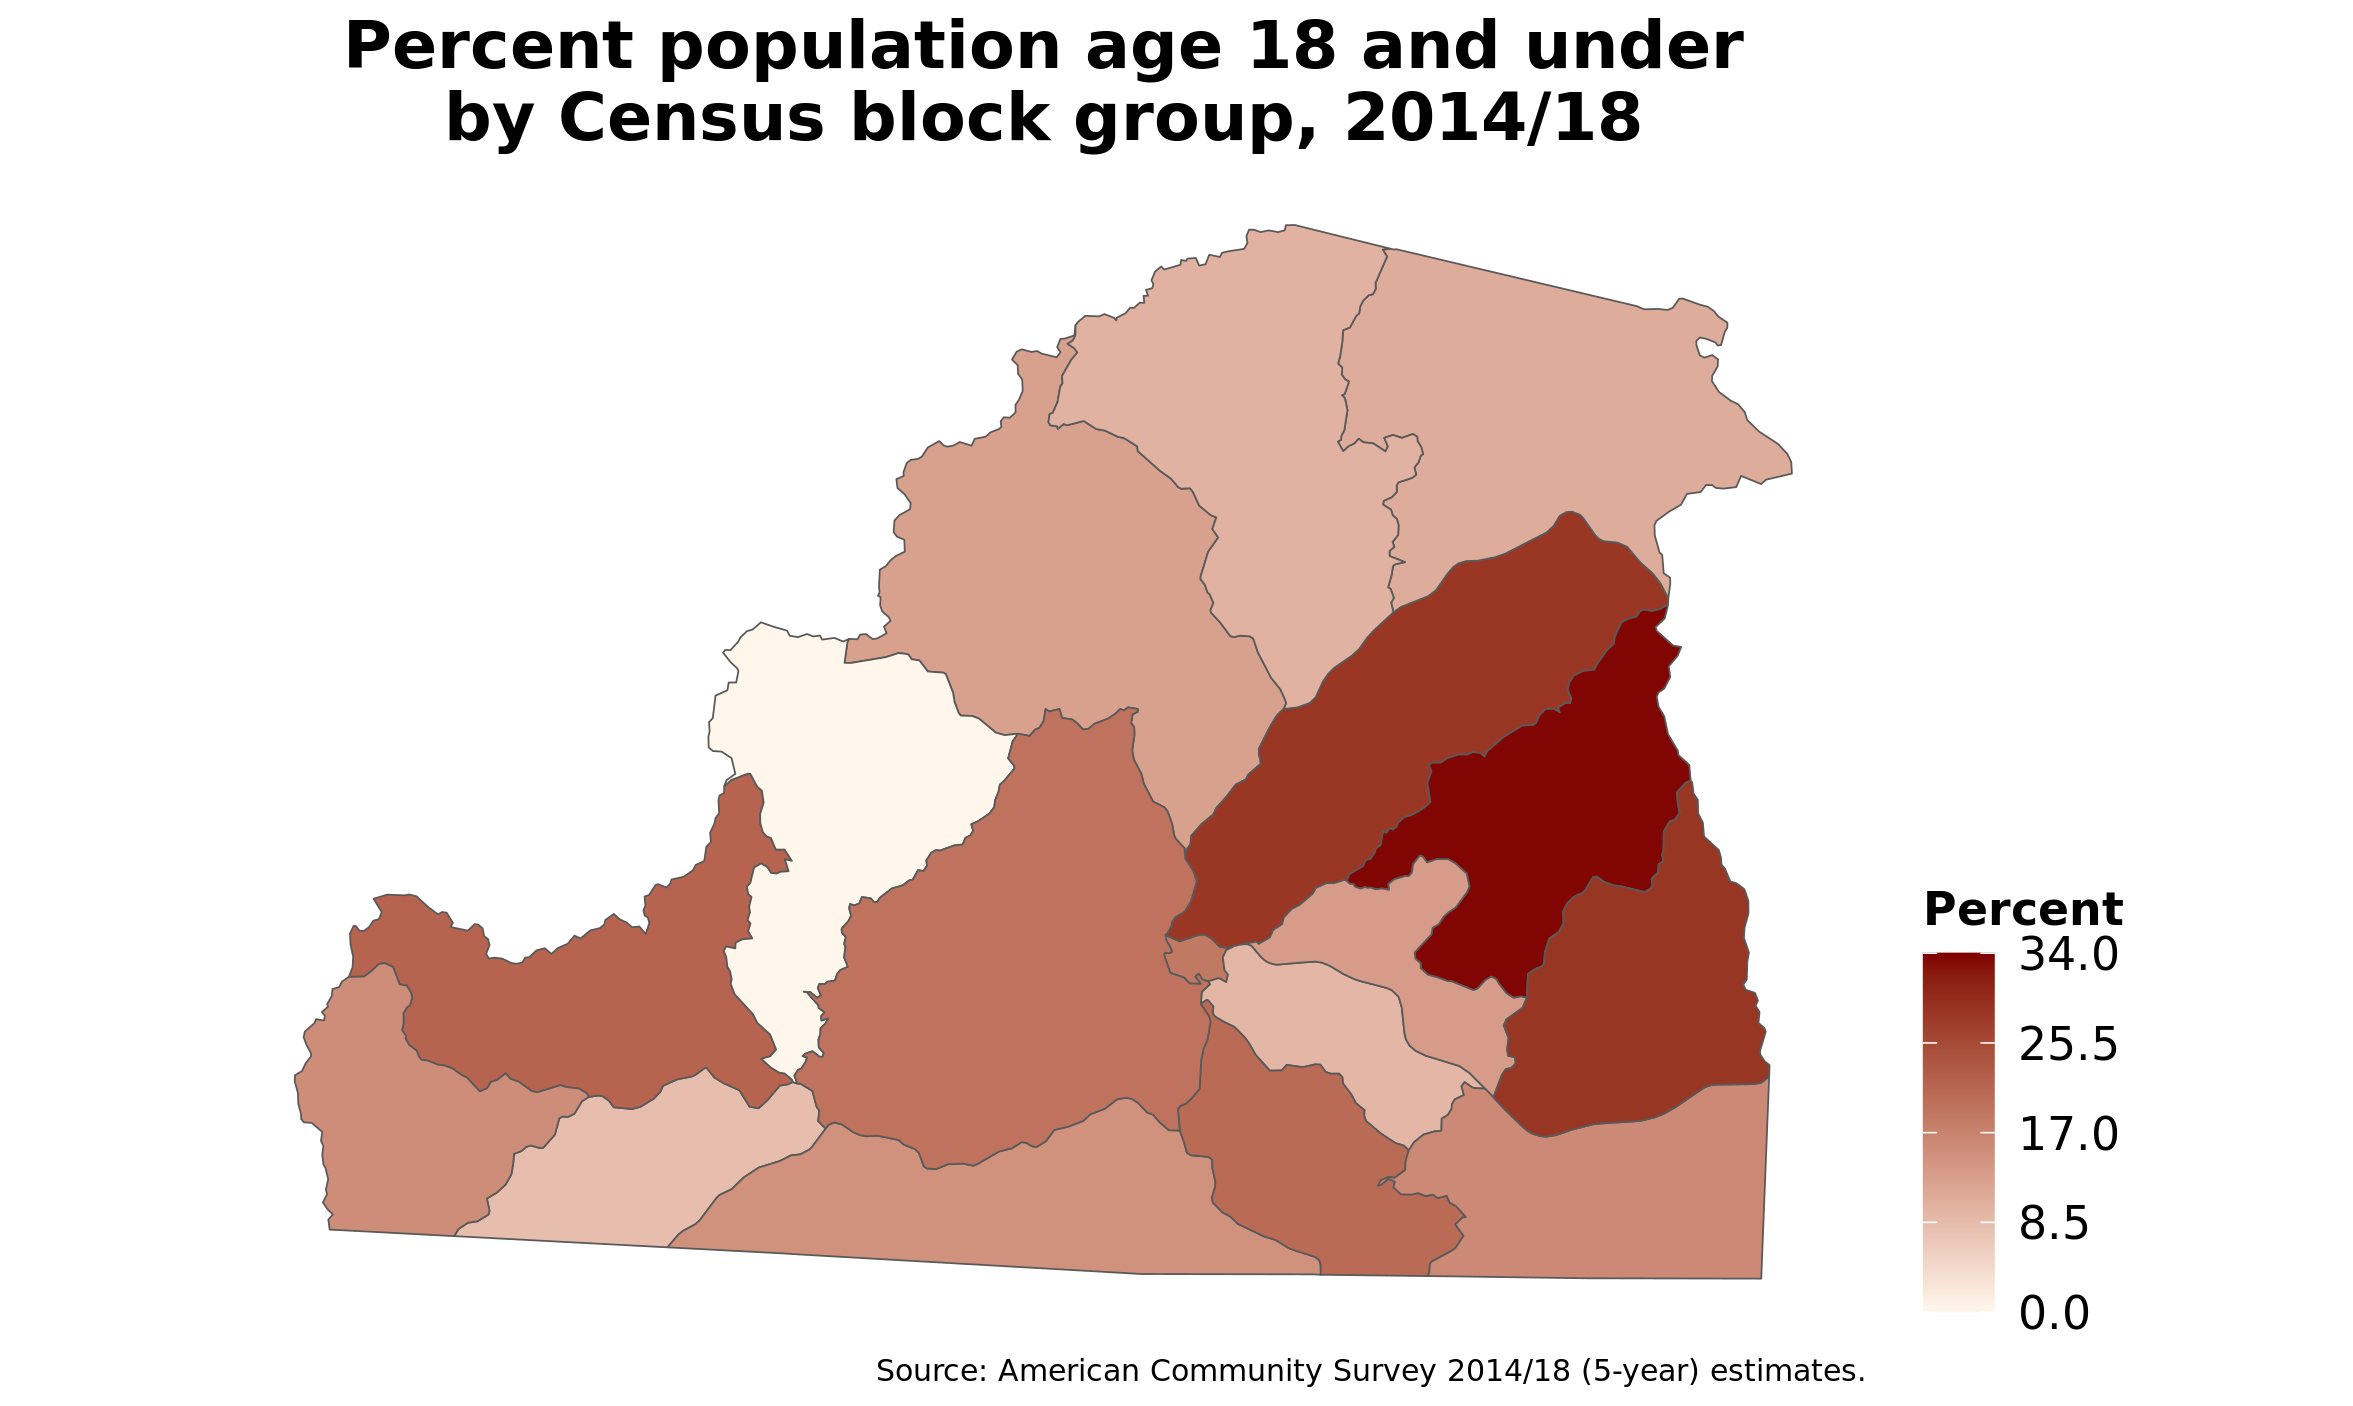 Percent population age 18 and under
by Census block group, 2014/18
Percent
34.0
25.5
17.0
8.5
0.0
Source: American Community Survey 2014/18 (5-year) estimates.